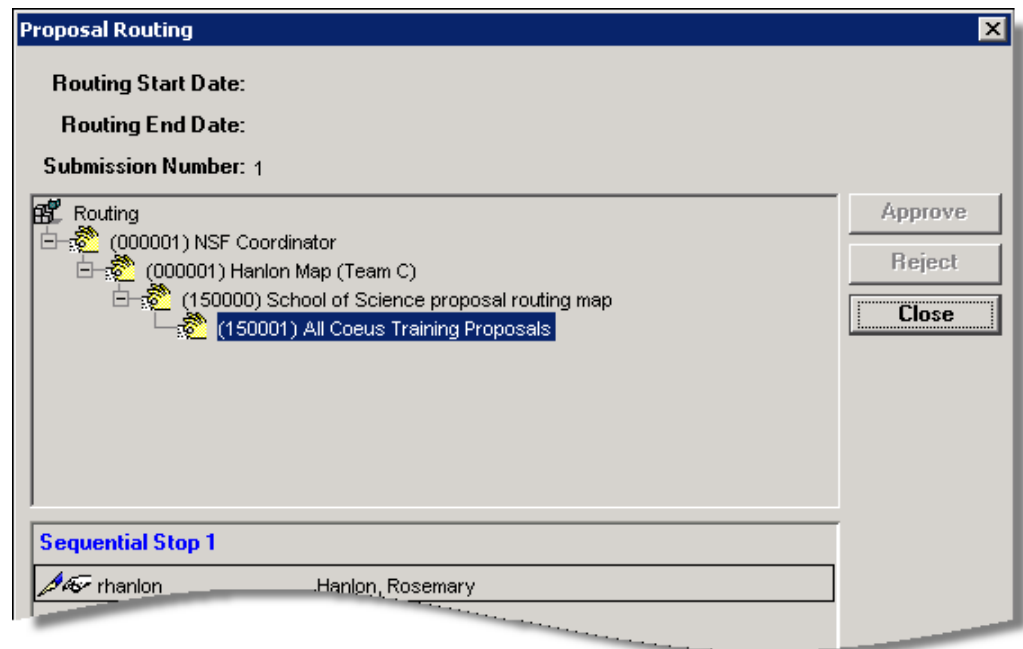 Proposal Routing
Routing Start Date:
Routing End Date:
Submission Number: 1
Routing
(000001) NSF Coordinator
(000001) Hanlon Map (Team C)
(150000) School of Science proposal routing map
(150001) All Coeus Training Proposals
Approve
Reject
Close
Sequential Stop 1
rhanlon Hanlon, Rosemary